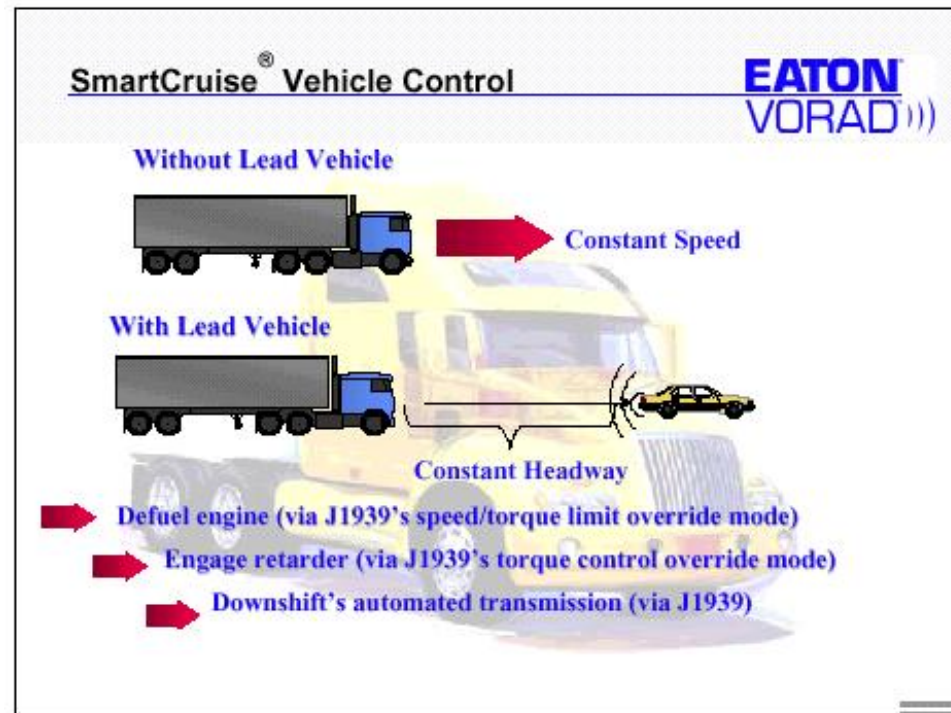 SmartCruise® Vehicle Control
EATON
VORAD
Without Lead Vehicle
Constant Speed
With Lead Vehicle
Constant Headway
Defuel engine (via J1939's speed/torque limit override mode)
Engage retarder (via J1939's torque control override mode)
Downshift's automated transmission (via J1939)